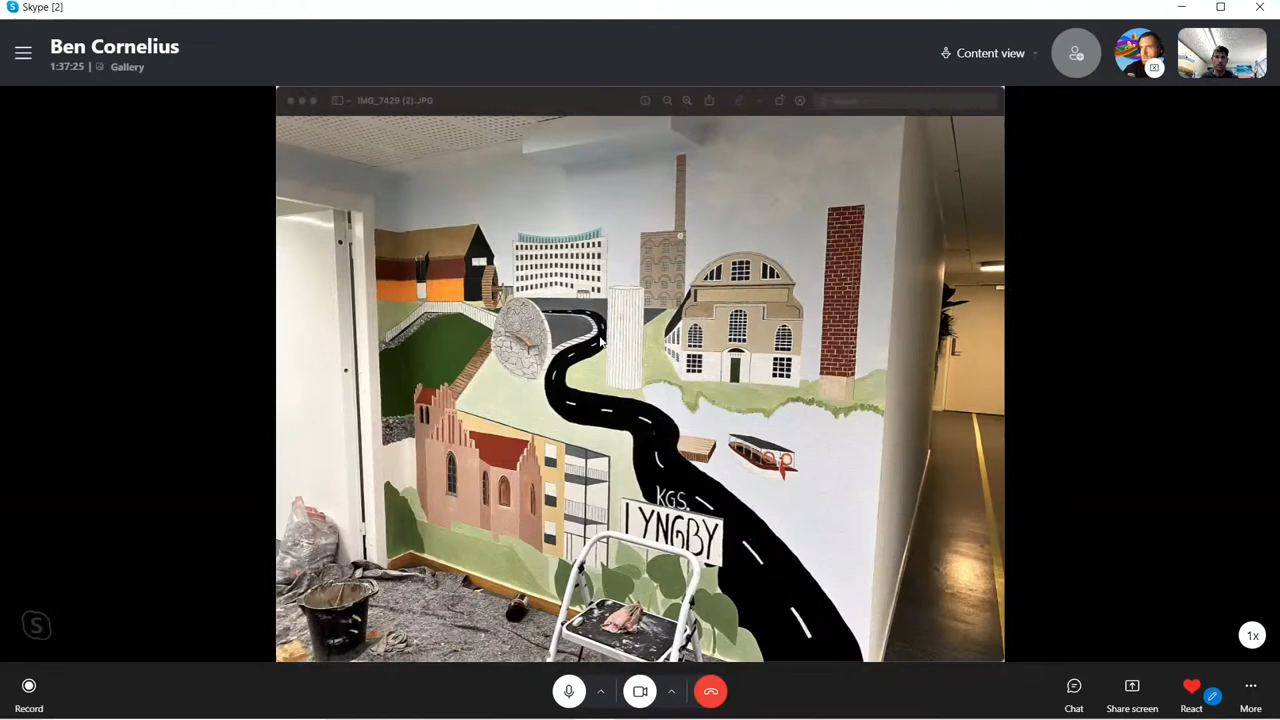 Skype [2]
Ben Cornelius
1:37:25 | Gallery
Content view
IMG_7429 (2).JPG
KGS.
LYNGBY
1x
Record
Chat
Share screen
React
More